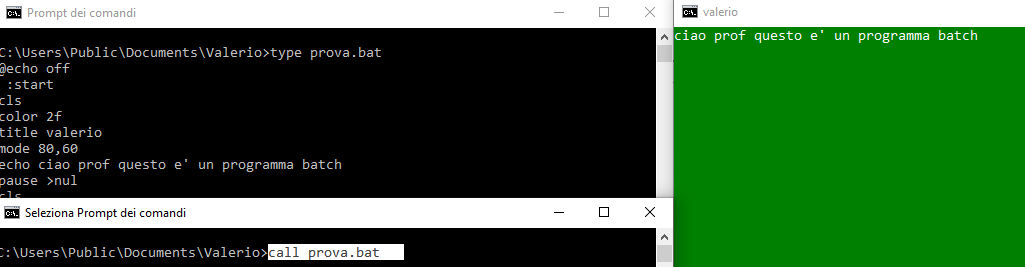 Prompt dei comandi
C:\Users\Public\Documents\Valerio>type prova.bat
@echo off
:start
cls
color 2f
title valerio
mode 80,60
echo ciao prof questo e' un programma batch
pause >nul
cls
Seleziona Prompt dei comandi
C:\Users\Public\Documents\Valerio>call prova.bat
valerio
ciao prof questo e' un programma batch